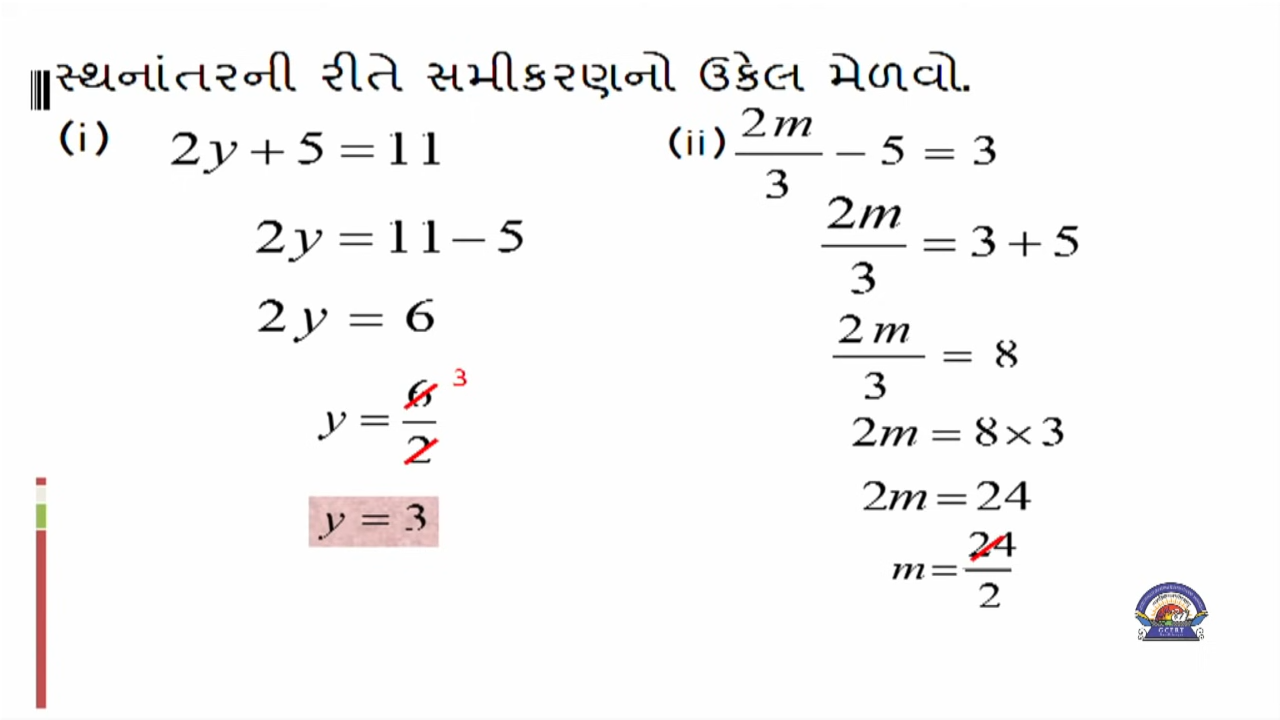 સ્થનાંતરની રીતે સમીકરણનો ઉકેલ મેળવો.
(i) 2y + 5 = 11
2y = 11 − 5
2y = 6
y = 6/2 3
y = 3
(ii) 2m/3 − 5 = 3
2m/3 = 3 + 5
2m/3 = 8
2m = 8 × 3
2m = 24
m = 24/2
GCERT